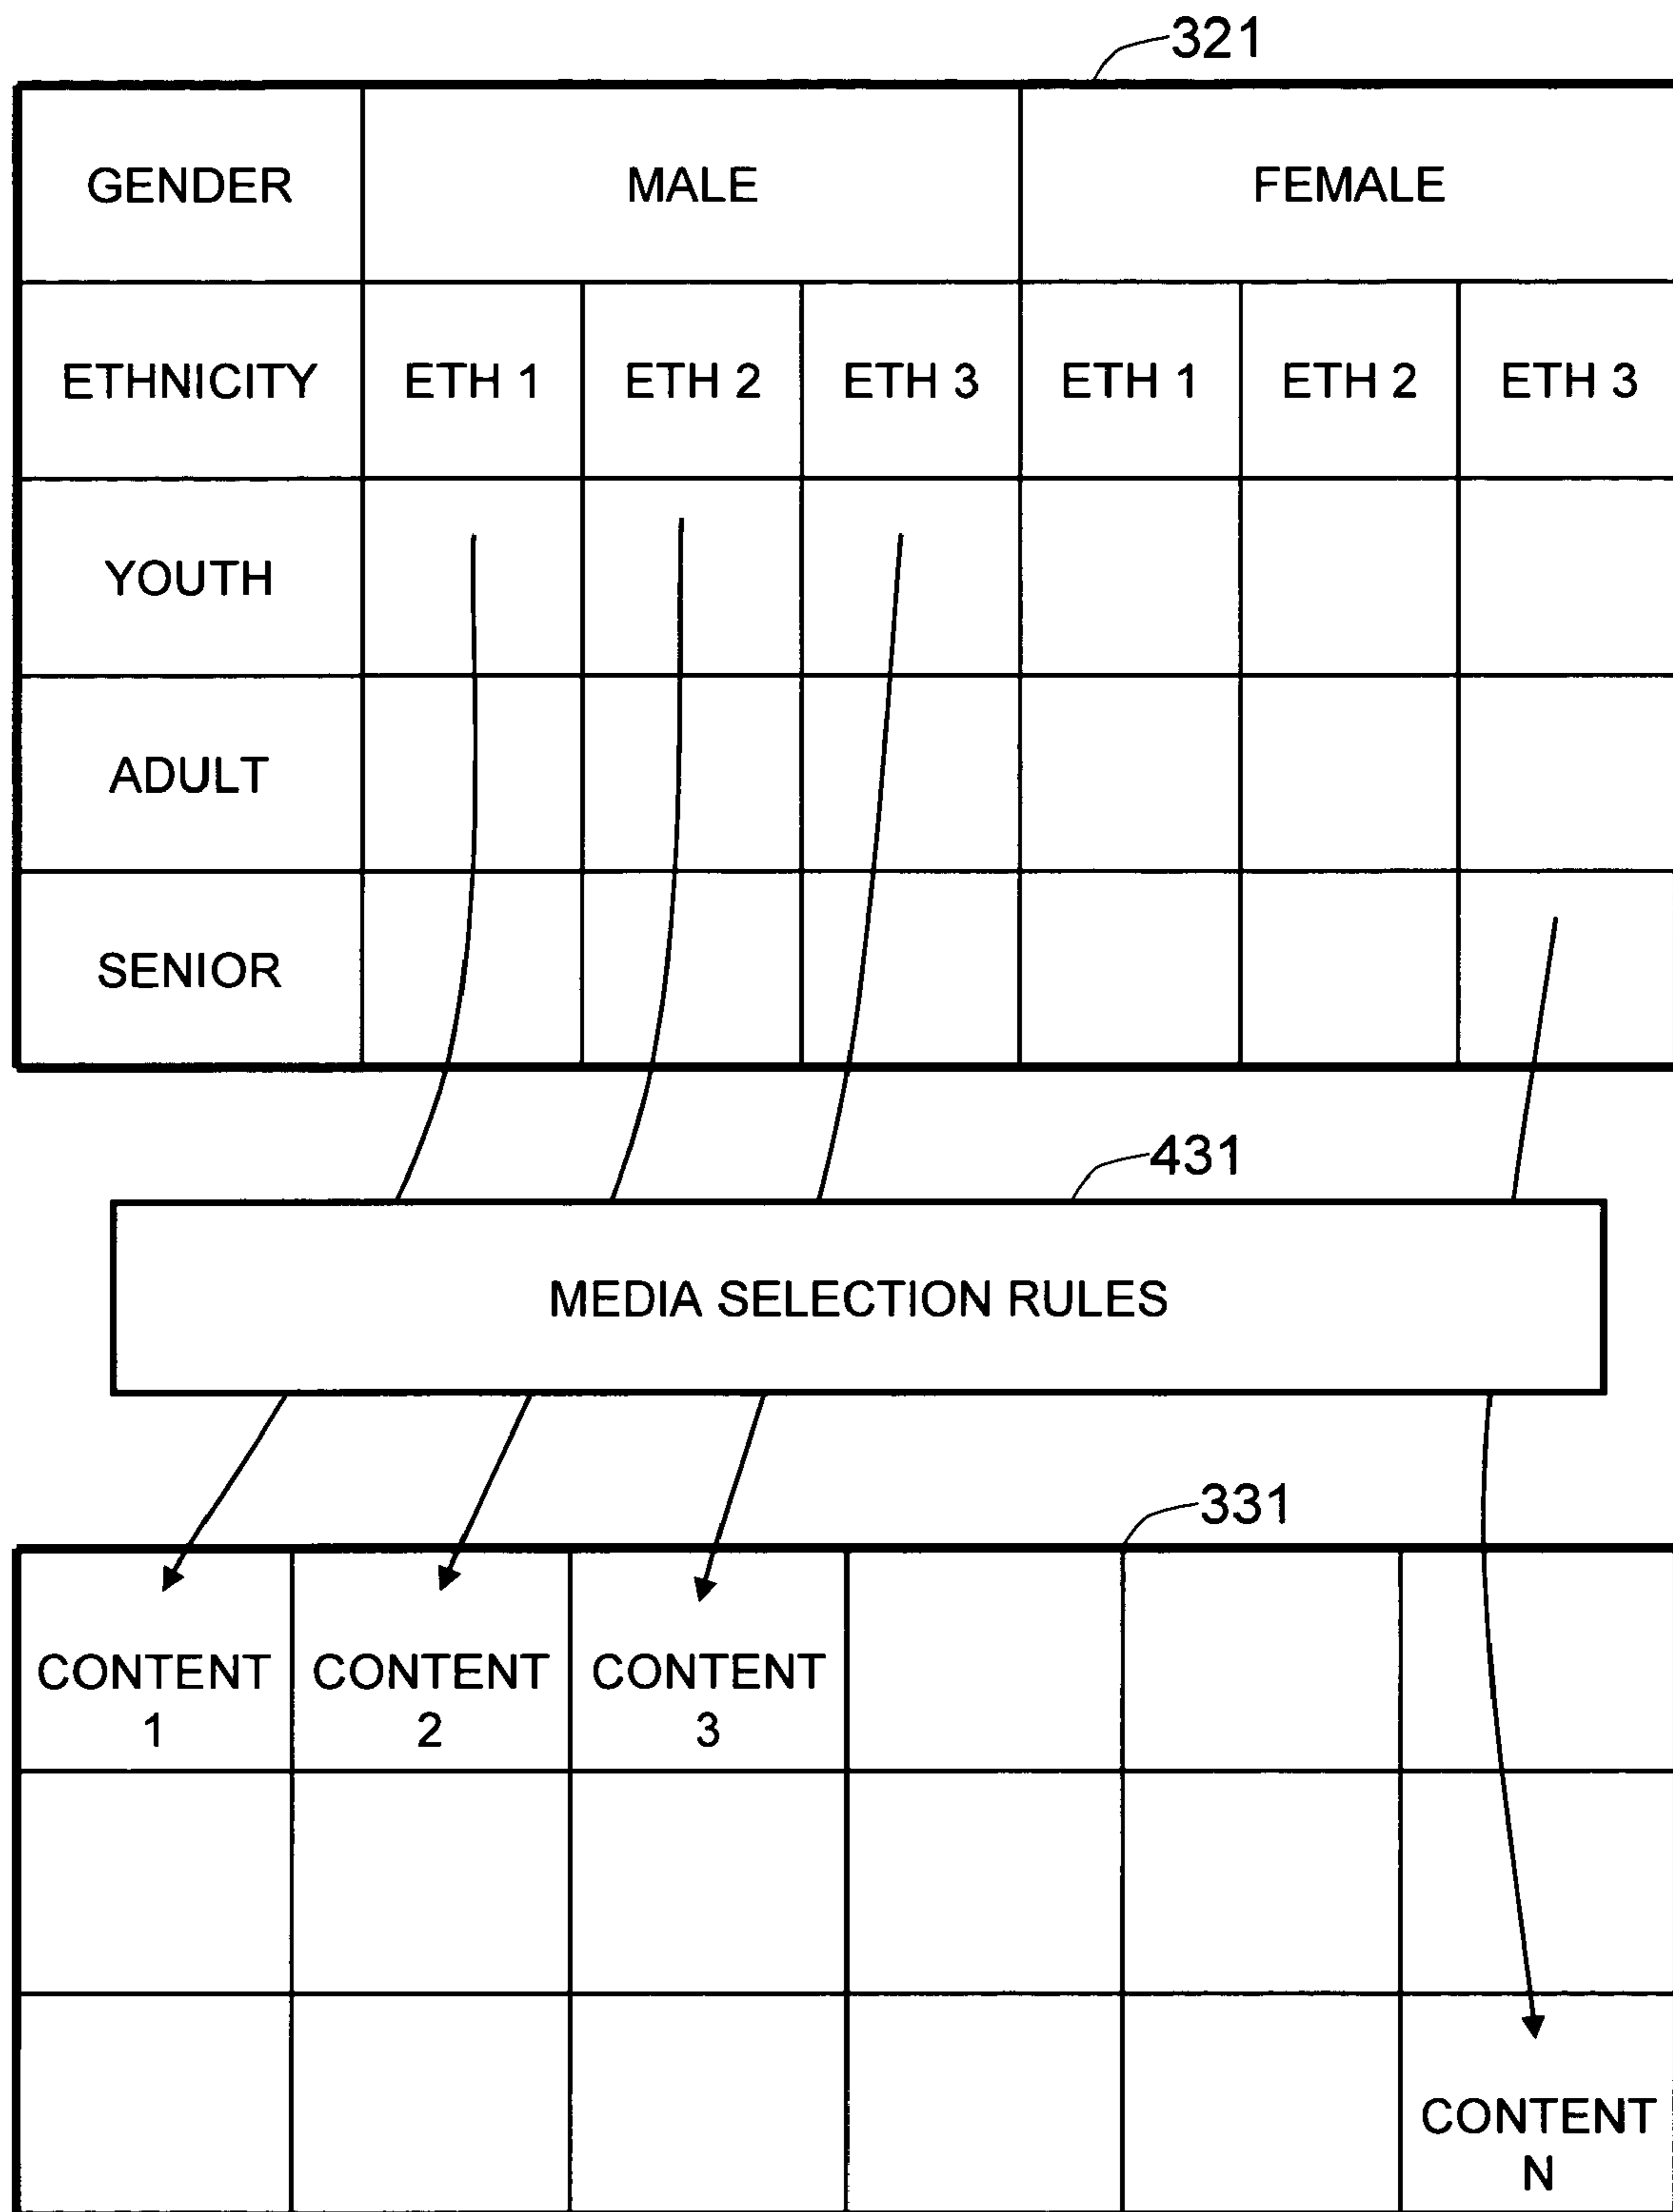 321
GENDER MALE FEMALE
ETHNICITY ETH 1 ETH 2 ETH 3 ETH 1 ETH 2 ETH 3
YOUTH
ADULT
SENIOR
431
MEDIA SELECTION RULES
331
CONTENT CONTENT CONTENT
1 2 3
CONTENT
N